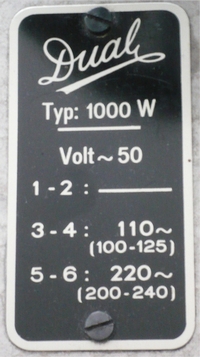 Dual
Typ: 1000 W
Volt ~ 50
1 - 2 :
3 - 4 : 110 ~
(100 - 125)
5 - 6 : 220 ~
(200 - 240)